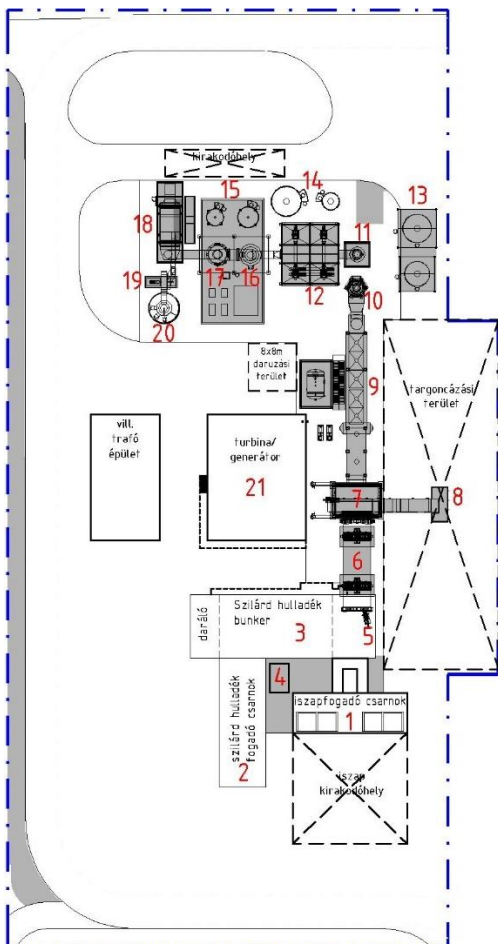 kirakodóhely
15
14
13
18
11
17
16
12
10
19
20
8x8m
daruzási
terület
9
targoncázási
terület
vill.
trafó
épület
turbina/
generátor
21
7
8
6
daráló
Szilárd hulladék
bunker
3
5
4
szilárd hulladék
fogadó csarnok
2
iszapfogadó csarnok
1
iszap
kirakodóhely